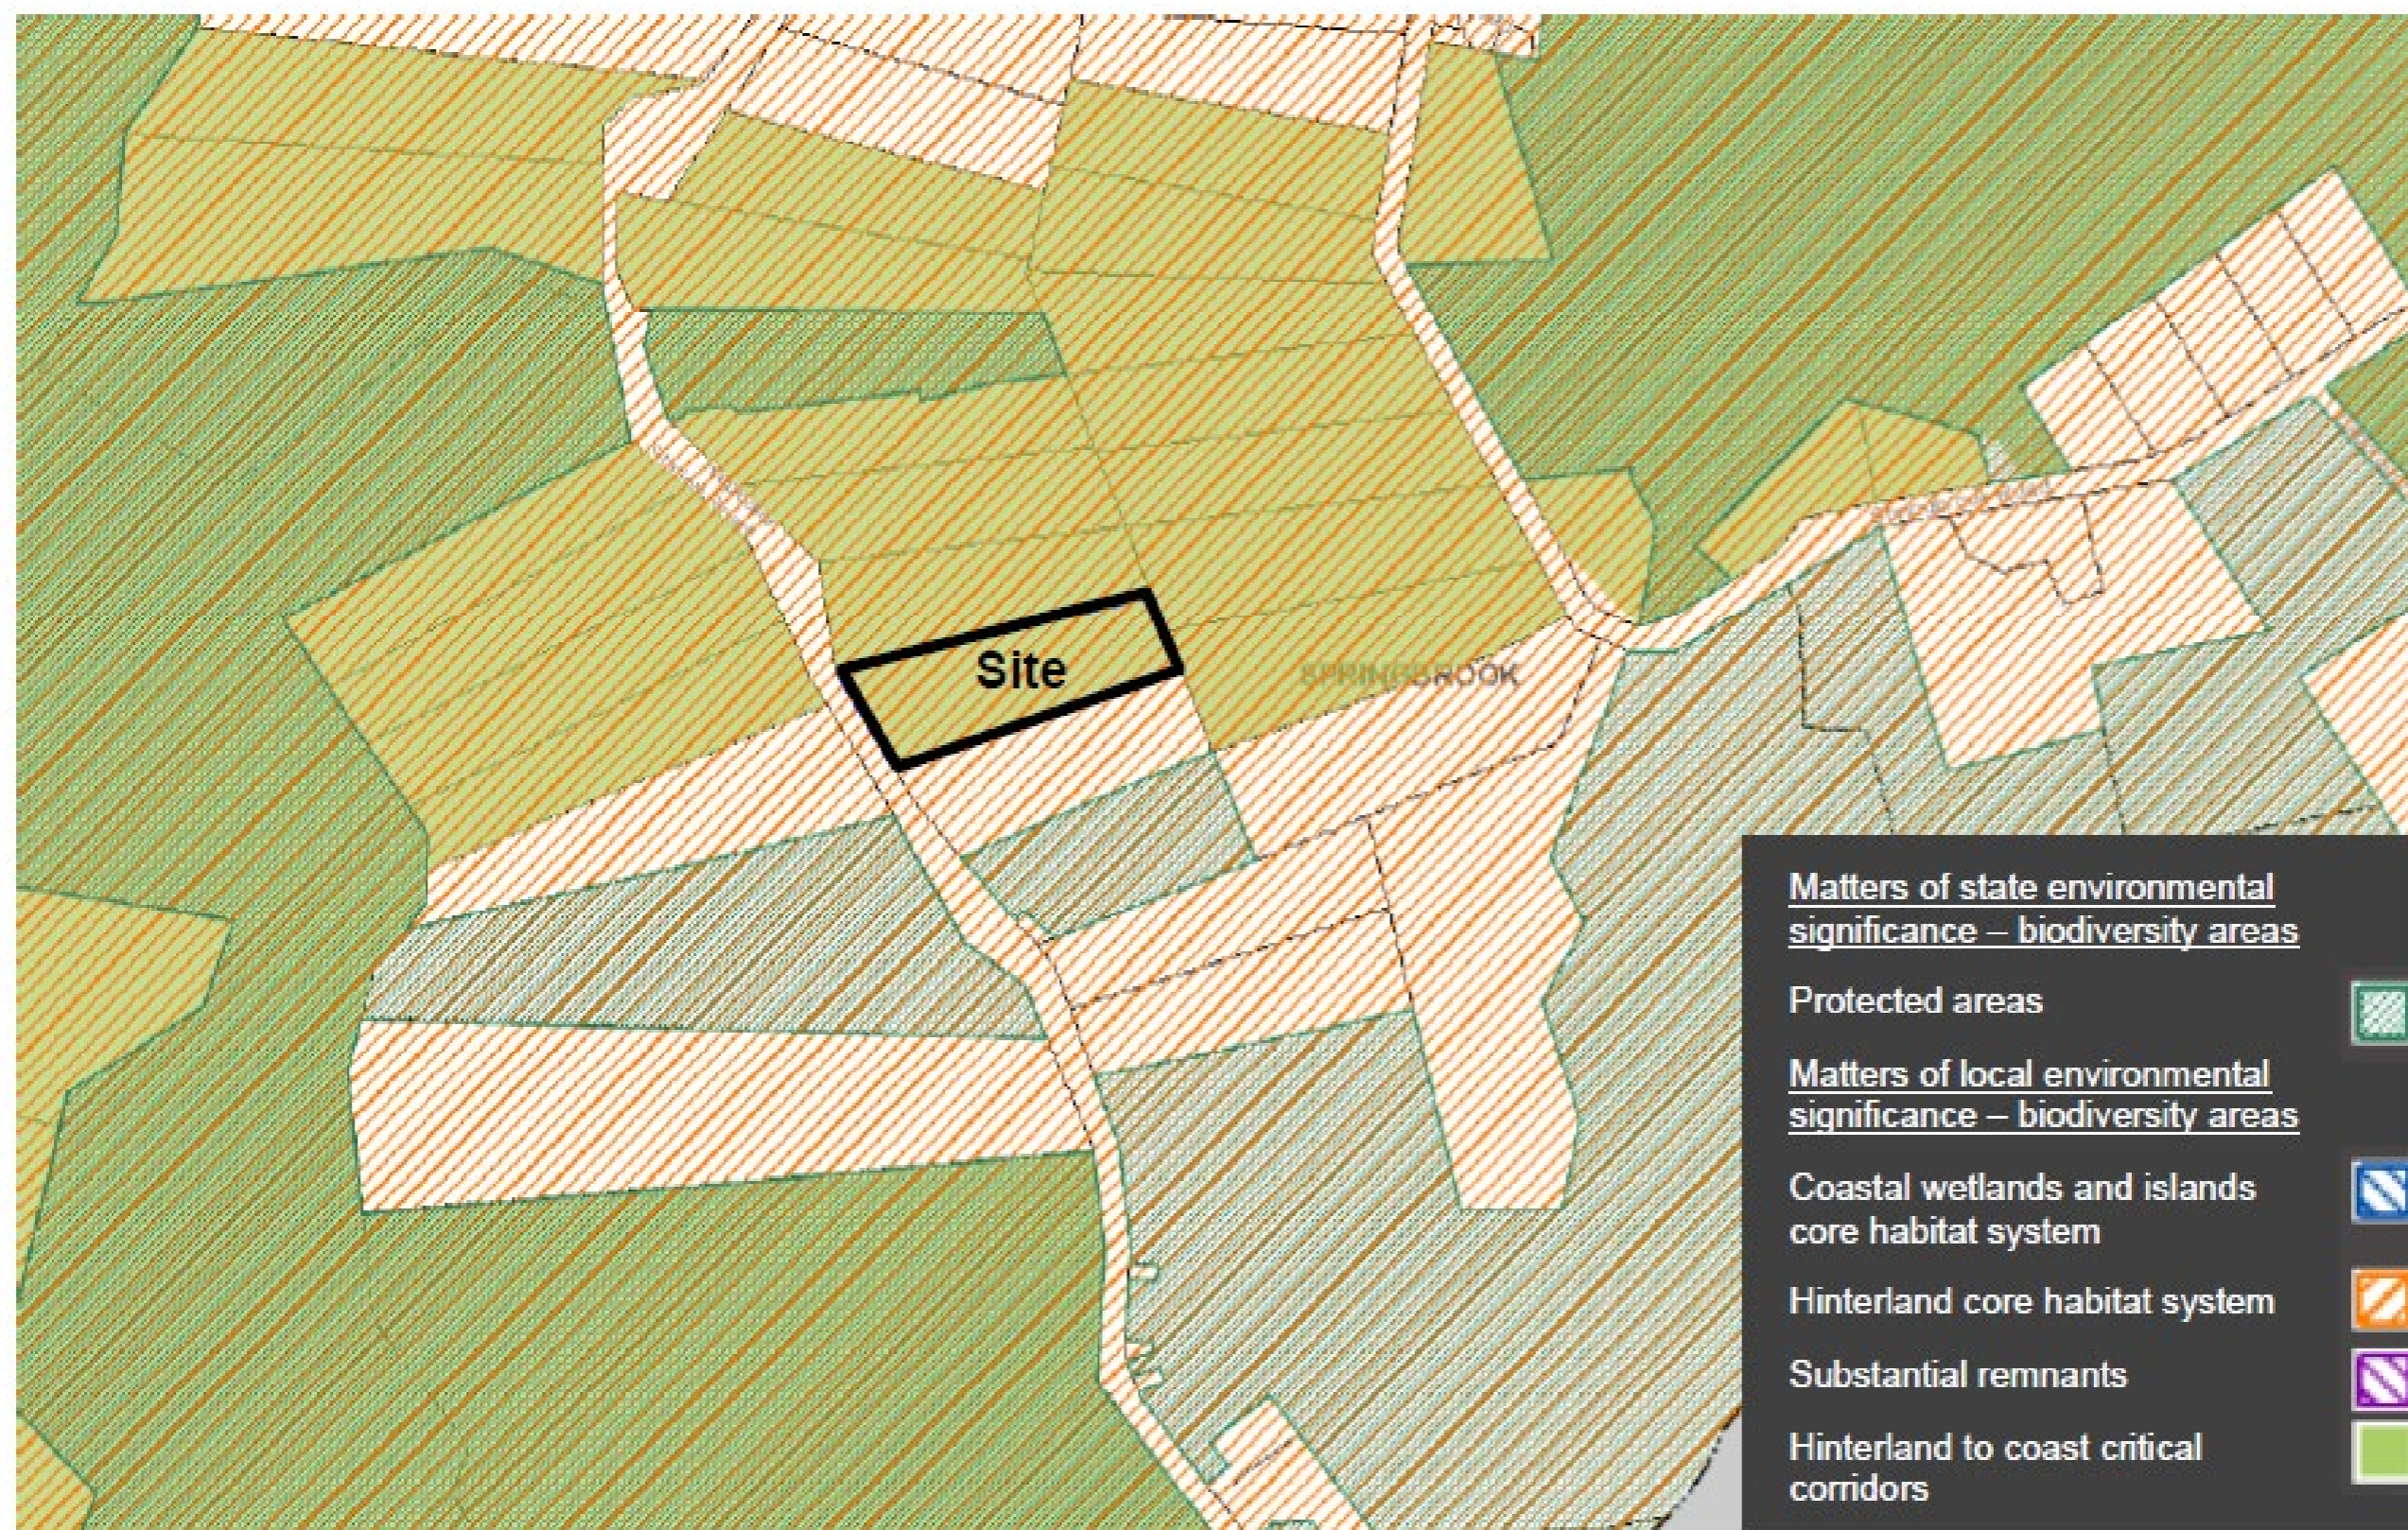 Site
SPRINGBROOK
Matters of state environmental
significance – biodiversity areas
Protected areas
Matters of local environmental
significance – biodiversity areas
Coastal wetlands and islands
core habitat system
Hinterland core habitat system
Substantial remnants
Hinterland to coast critical
corridors